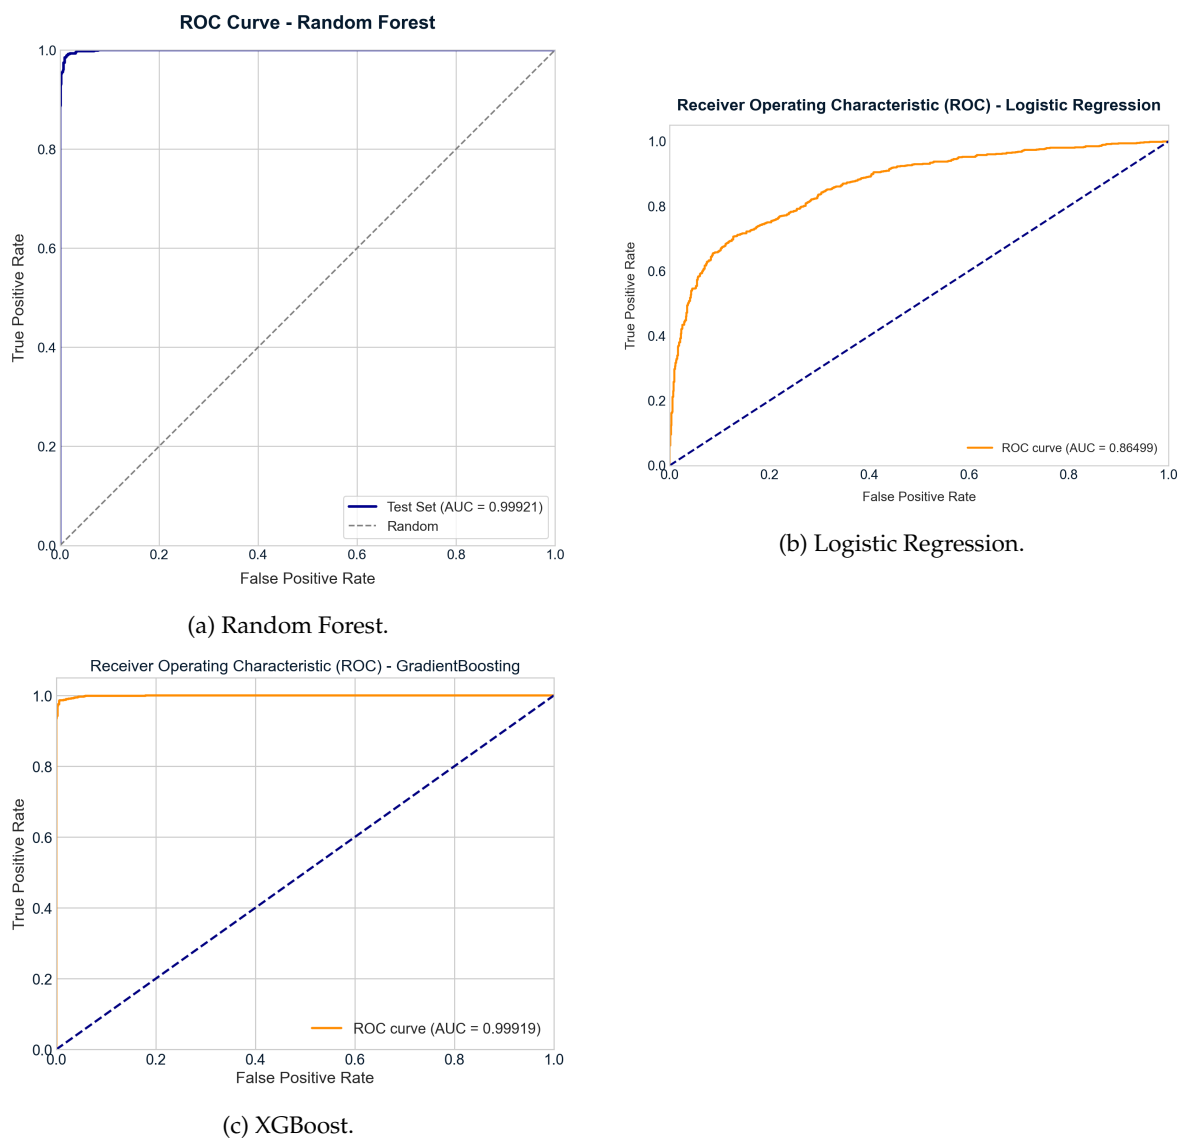 ROC Curve - Random Forest
1.0
0.8
0.6
0.4
0.2
0.0
True Positive Rate
Test Set (AUC = 0.99921)
Random
0.0 0.2 0.4 0.6 0.8 1.0
False Positive Rate
(a) Random Forest.
Receiver Operating Characteristic (ROC) - Logistic Regression
1.0
0.8
0.6
0.4
0.2
0.0
True Positive Rate
ROC curve (AUC = 0.86499)
0.0 0.2 0.4 0.6 0.8 1.0
False Positive Rate
(b) Logistic Regression.
Receiver Operating Characteristic (ROC) - GradientBoosting
1.0
0.8
0.6
0.4
0.2
0.0
True Positive Rate
ROC curve (AUC = 0.99919)
0.0 0.2 0.4 0.6 0.8 1.0
False Positive Rate
(c) XGBoost.